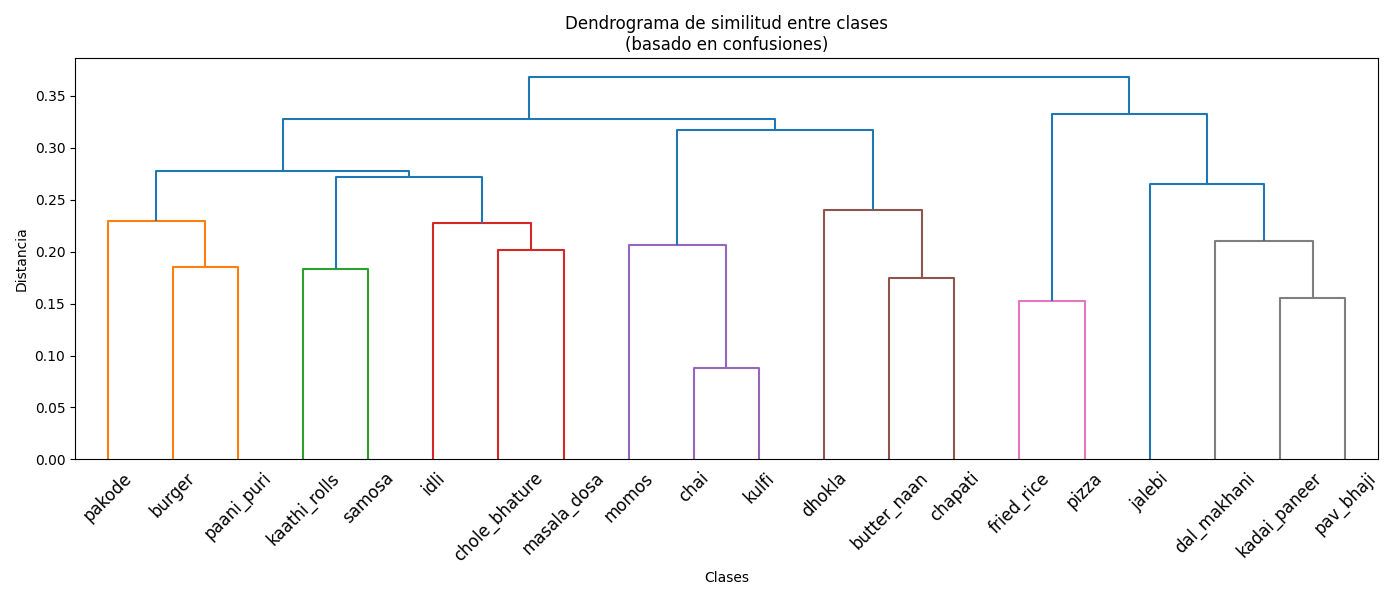 Dendrograma de similitud entre clases
(basado en confusiones)
Distancia
0.35
0.30
0.25
0.20
0.15
0.10
0.05
0.00
pakode
burger
paani_puri
kaathi_rolls
samosa
idli
chole_bhature
masala_dosa
momos
chai
kulfi
dhokla
butter_naan
chapati
fried_rice
pizza
jalebi
dal_makhani
kadai_paneer
pav_bhaji
Clases